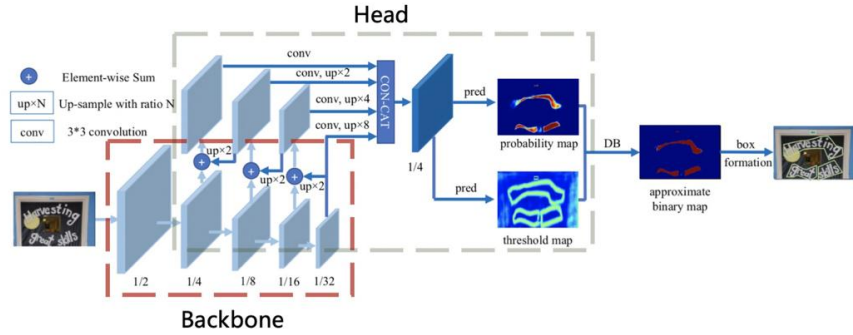 Head
Element-wise Sum
up×N Up-sample with ratio N
conv 3*3 convolution
conv
conv, up×2
conv, up×4
conv, up×8
CON-CAT
up×2
up×2
up×2
1/4
pred
probability map
pred
threshold map
DB
approximate
binary map
box
formation
Harvesting
great skills
Harvesting
great skills
1/2
1/4
1/8
1/16
1/32
Backbone